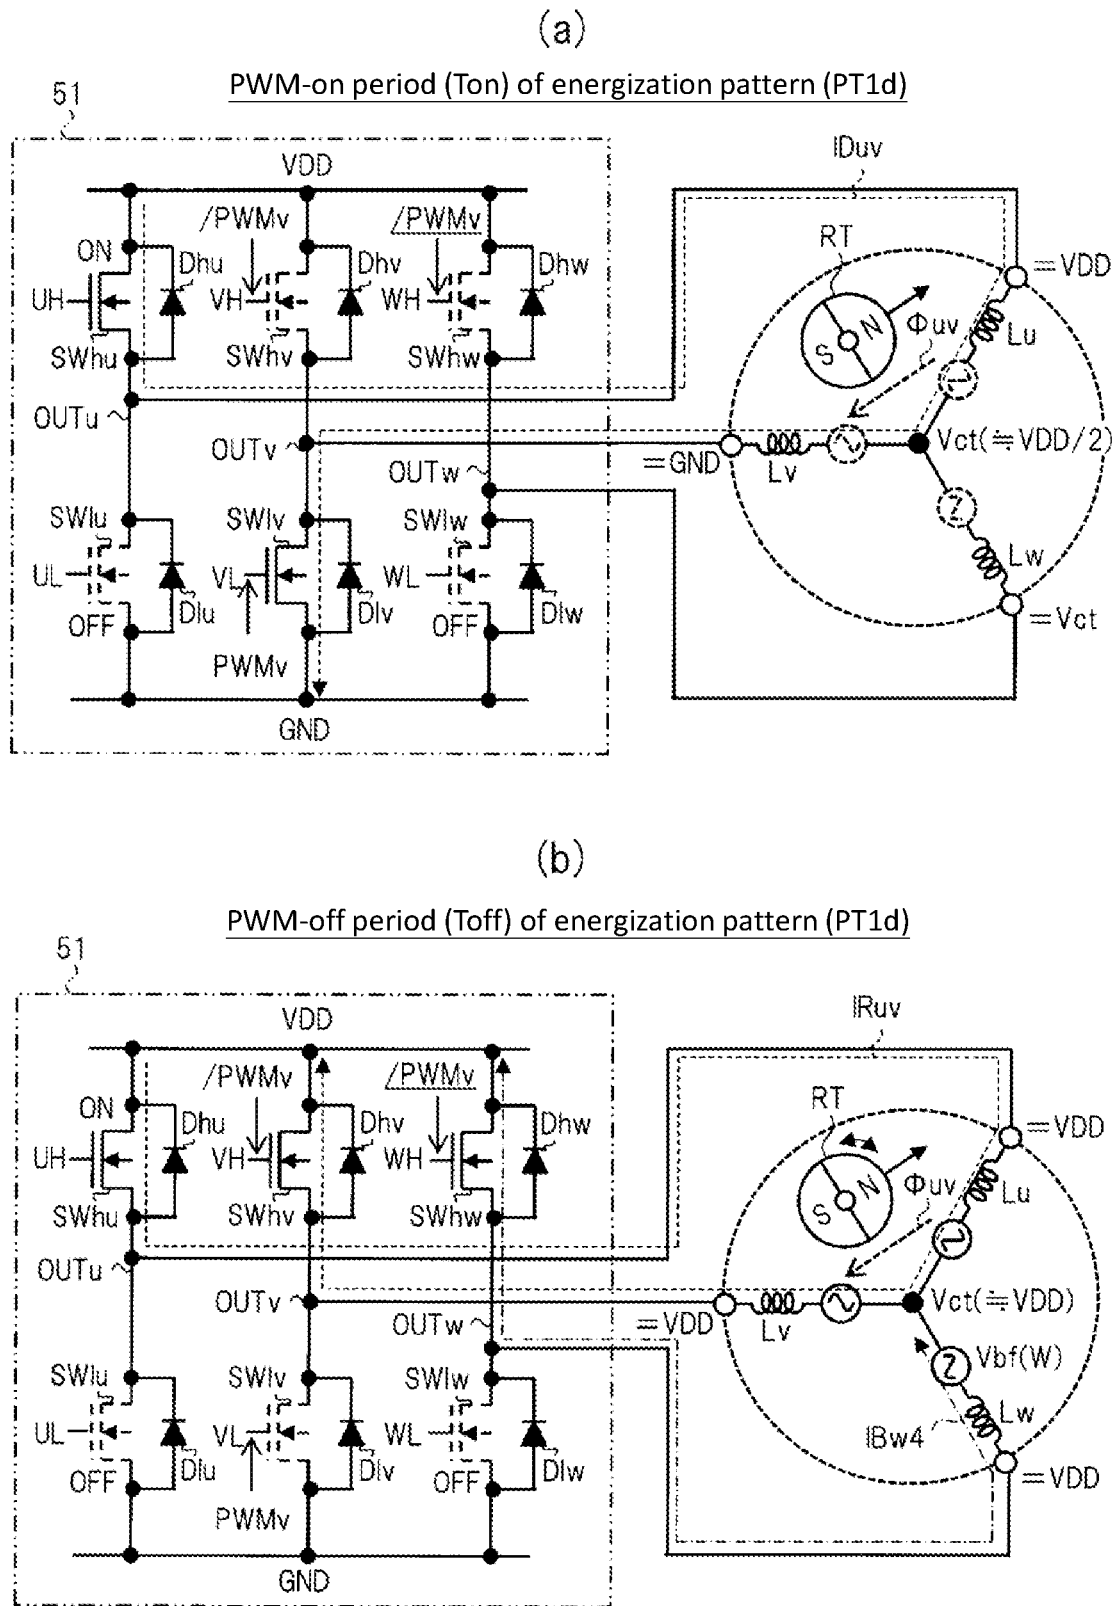 (a)
PWM-on period (Ton) of energization pattern (PT1d)
51
IDuv
VDD
/PWMv
/PWMv
RT
=VDD
ON
Dhu
Dhv
Dhw
UH
VH
WH
N
S
Φuv
Lu
SWhu
SWhv
SWhw
OUTu
OUTv
Vct(≒VDD/2)
OUTw
=GND
Lv
SWlu
SWlv
SWlw
Lw
UL
VL
WL
Dlu
Dlv
Dlw
OFF
OFF
=Vct
PWMv
GND
(b)
PWM-off period (Toff) of energization pattern (PT1d)
51
IRuv
VDD
/PWMv
/PWMv
RT
=VDD
ON
Dhu
Dhv
Dhw
UH
VH
WH
N
S
Φuv
Lu
SWhu
SWhv
SWhw
OUTu
OUTv
Vct(≒VDD)
OUTw
=VDD
Lv
Vbf(W)
SWlu
SWlv
SWlw
Lw
UL
VL
WL
IBw4
Dlu
Dlv
Dlw
OFF
OFF
=VDD
PWMv
GND